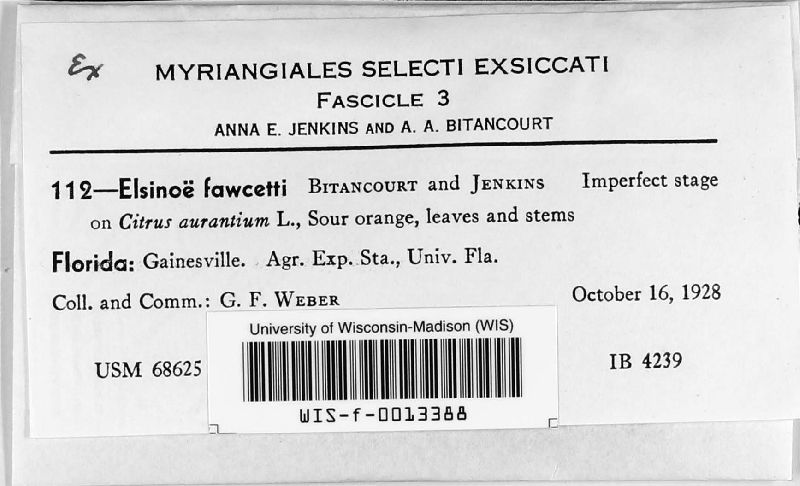 Ex
MYRIANGIALES SELECTI EXSICCATI
FASCICLE 3
ANNA E. JENKINS AND A. A. BITANCOURT
112—Elsinoë fawcetti BITANCOURT and JENKINS Imperfect stage
on Citrus aurantium L., Sour orange, leaves and stems
Florida: Gainesville. Agr. Exp. Sta., Univ. Fla.
Coll. and Comm.: G. F. WEBER October 16, 1928
University of Wisconsin-Madison (WIS)
USM 68625 IB 4239
WIS-f-0013388